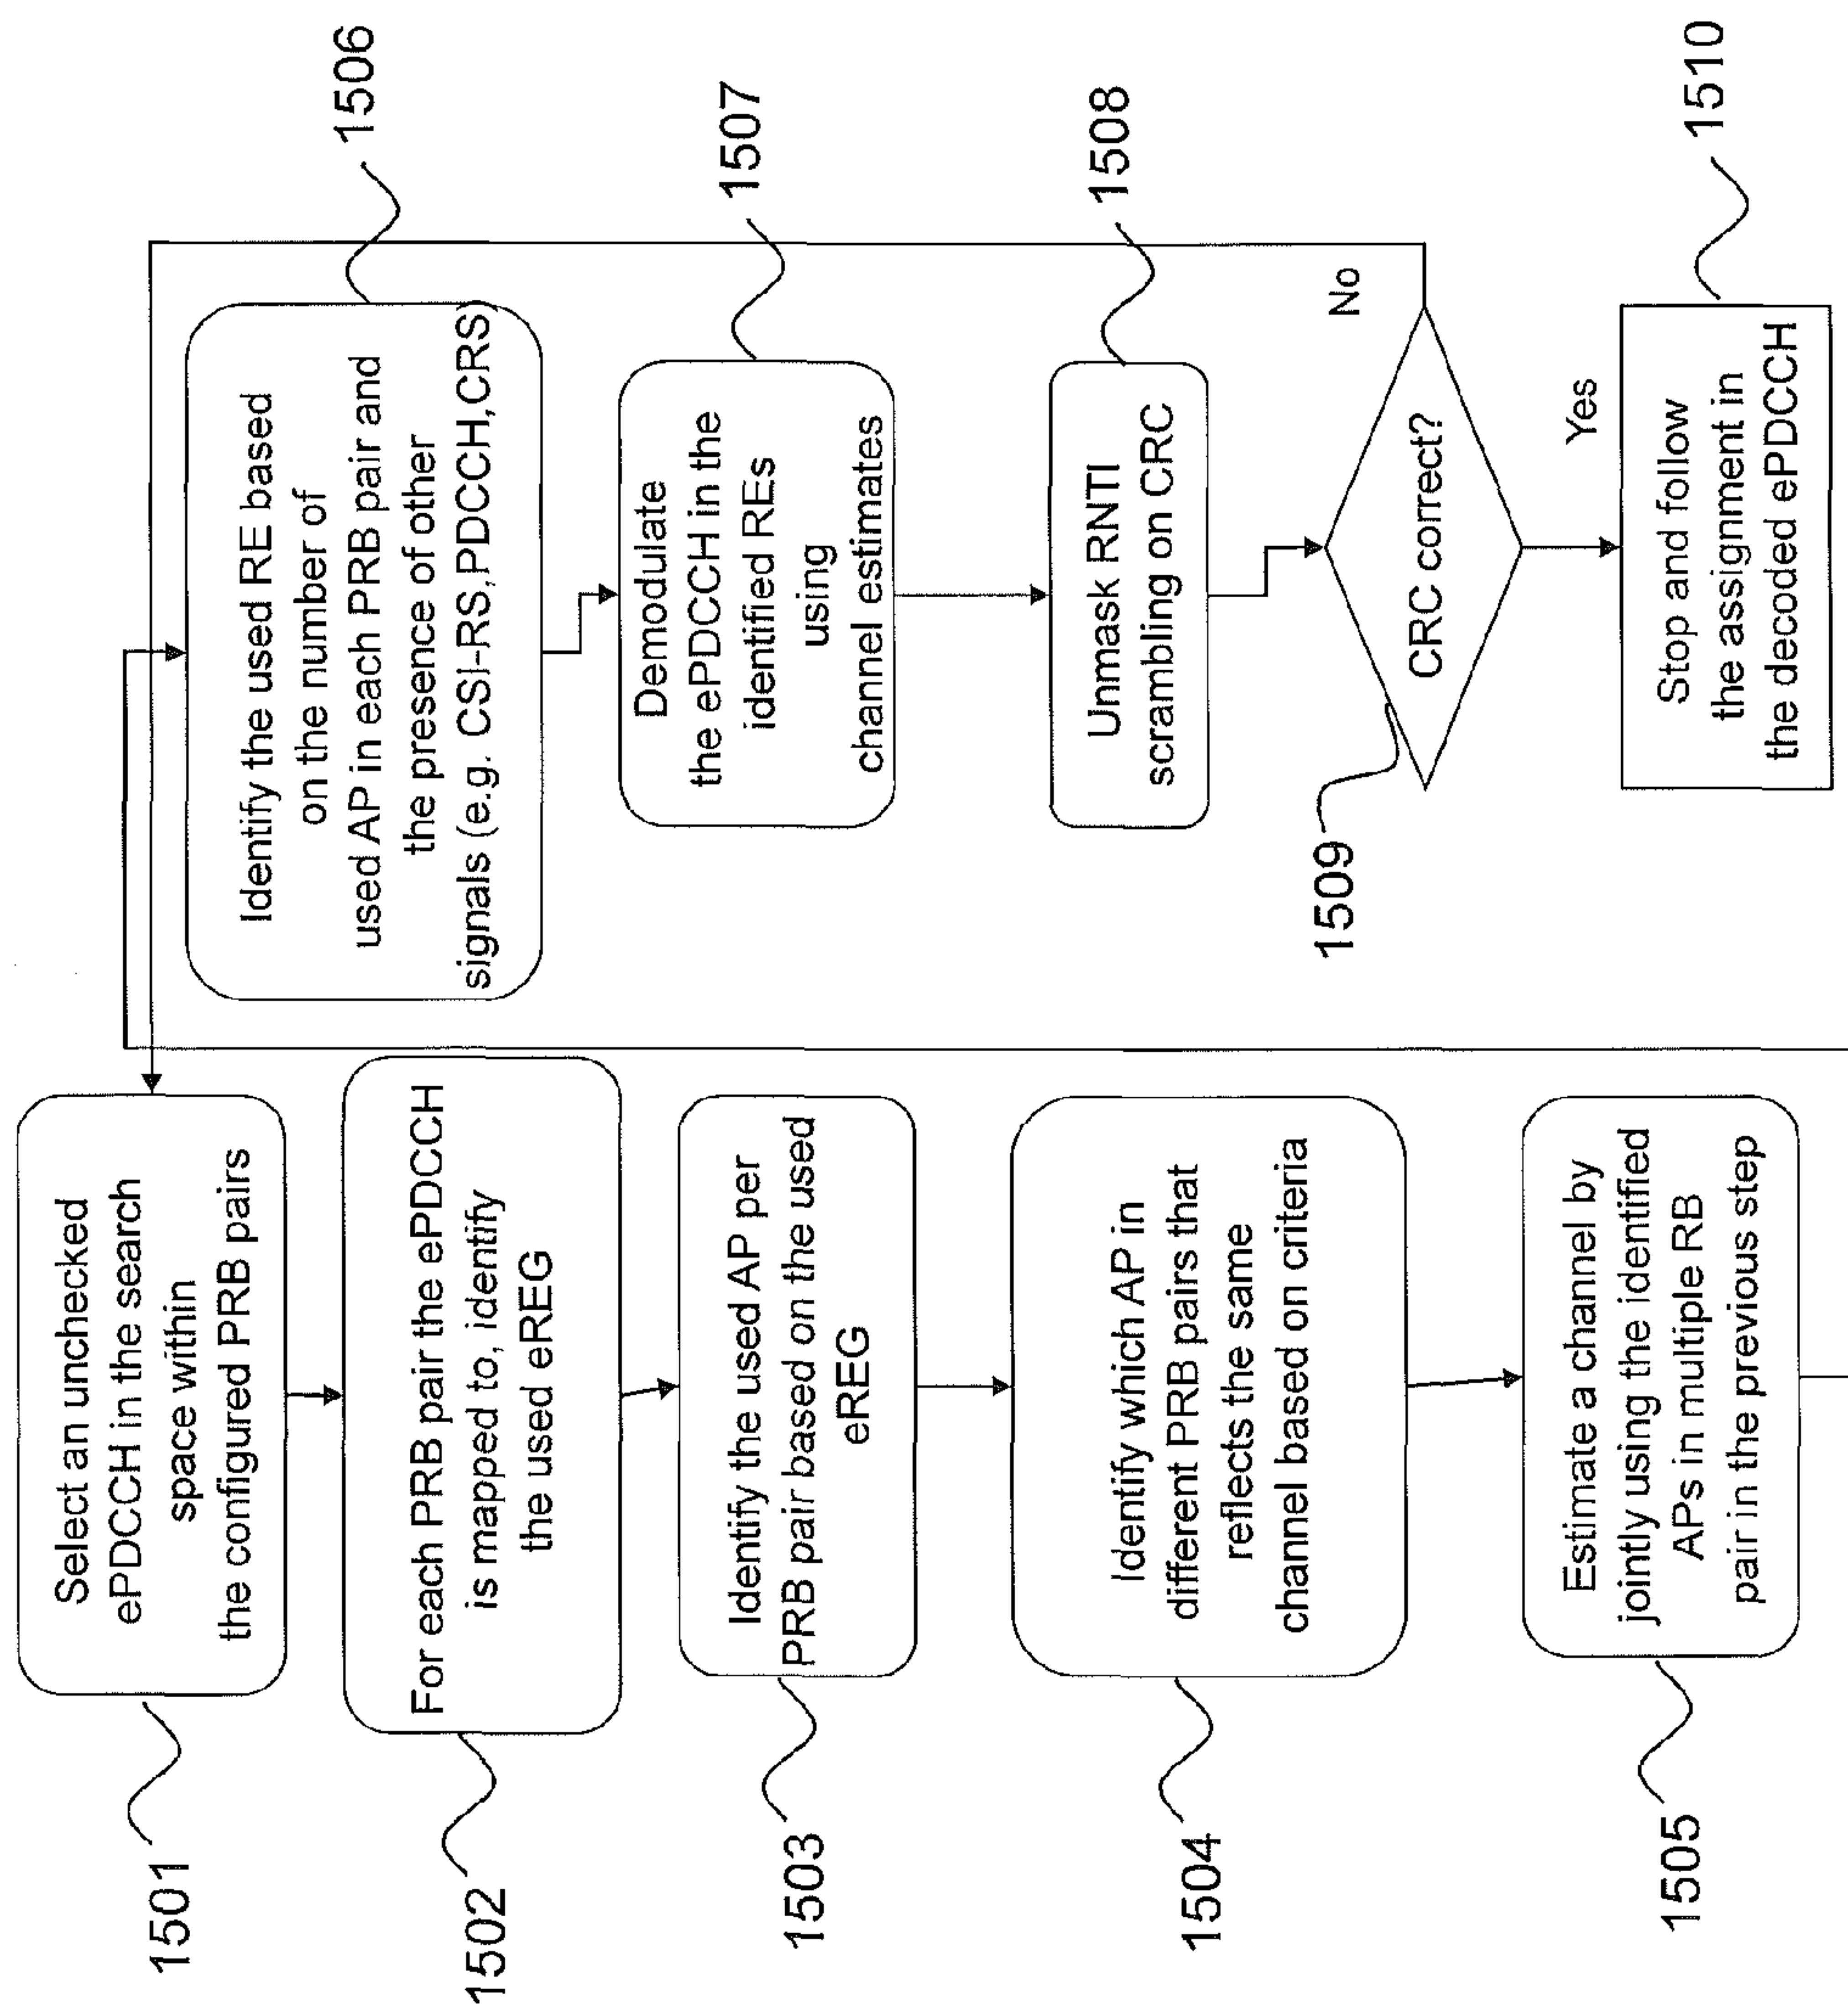 1501
Select an unchecked
ePDCCH in the search
space within
the configured PRB pairs
1502
For each PRB pair the ePDCCH
is mapped to, identify
the used eREG
1503
Identify the used AP per
PRB pair based on the used
eREG
1504
Identify which AP in
different PRB pairs that
reflects the same
channel based on criteria
1505
Estimate a channel by
jointly using the identified
APs in multiple RB
pair in the previous step
Identify the used RE based
on the number of
used AP in each PRB pair and
the presence of other
signals (e.g. CSI-RS,PDCCH,CRS)
1506
Demodulate
the ePDCCH in the
identified REs
using
channel estimates
1507
Unmask RNTI
scrambling on CRC
1508
CRC correct?
No
1509
Yes
Stop and follow
the assignment in
the decoded ePDCCH
1510